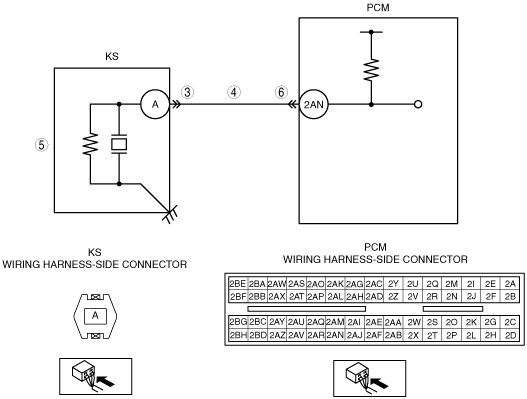 PCM
KS
3
4
6
A
2AN
5
KS
WIRING HARNESS-SIDE CONNECTOR
PCM
WIRING HARNESS-SIDE CONNECTOR
A
2BE 2BA 2AW 2AS 2AO 2AK 2AG 2AC 2Y 2U 2Q 2M 2I 2E 2A
2BF 2BB 2AX 2AT 2AP 2AL 2AH 2AD 2Z 2V 2R 2N 2J 2F 2B
2BG 2BC 2AY 2AU 2AQ 2AM 2AI 2AE 2AA 2W 2S 2O 2K 2G 2C
2BH 2BD 2AZ 2AV 2AR 2AN 2AJ 2AF 2AB 2X 2T 2P 2L 2H 2D